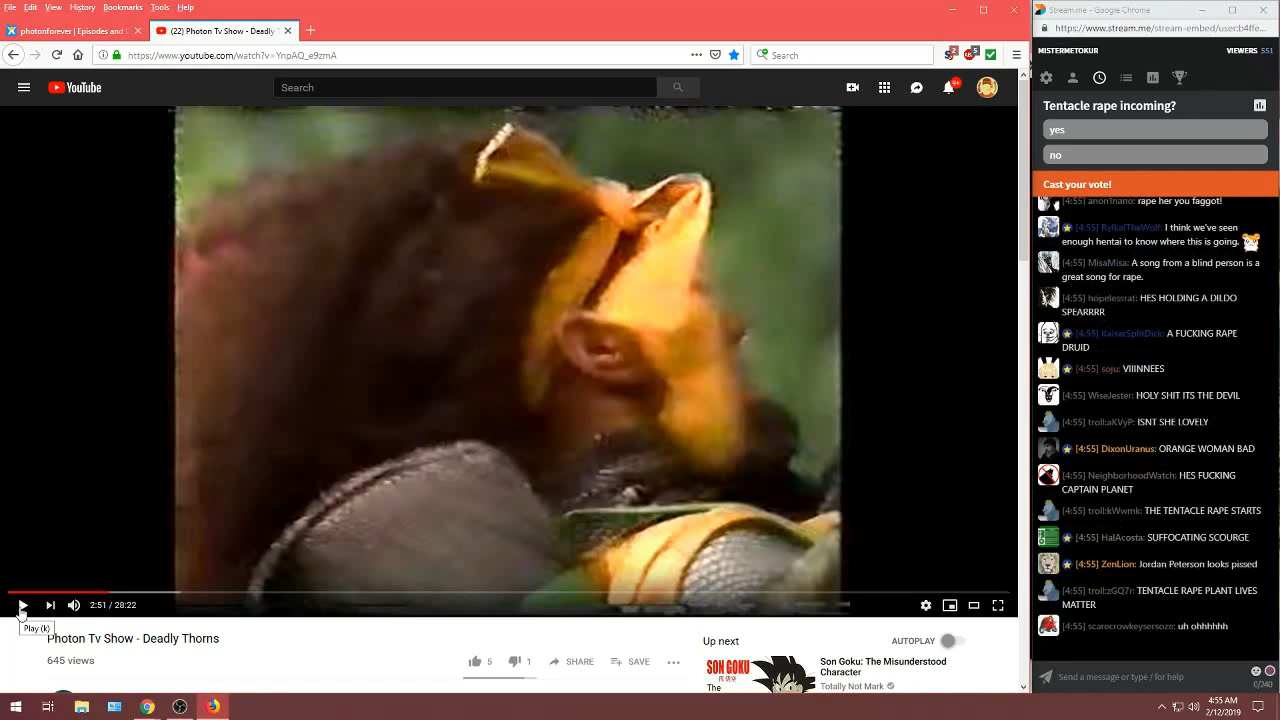 File Edit View History Bookmarks Tools Help
photonforever | Episodes and C
(22) Photon Tv Show - Deadly T
https://www.youtube.com/watch?v=YnpAQ_e9zmA
Search
2
5
YouTube
Search
9+
2:51 / 28:22
Play (k)
Photon Tv Show - Deadly Thorns
645 views
5
1
SHARE
SAVE
Up next
AUTOPLAY
SON GOKU
The
Son Goku: The Misunderstood
Character
Totally Not Mark
Stream.me - Google Chrome
https://www.stream.me/stream-embed/user:b4ffe...
MISTERMETOKUR
VIEWERS 551
Tentacle rape incoming?
yes
no
Cast your vote!
[4:55] anon1nano: rape her you faggot!
[4:55] RylkaiTheWolf: I think we've seen
enough hentai to know where this is going.
[4:55] MisaMisa: A song from a blind person is a
great song for rape.
[4:55] hopelessrat: HES HOLDING A DILDO
SPEARRRR
[4:55] KaiserSplitDick: A FUCKING RAPE
DRUID
[4:55] soju: VIIINNEES
[4:55] WiseJester: HOLY SHIT ITS THE DEVIL
[4:55] troll:aKVyP: ISNT SHE LOVELY
[4:55] DixonUranus: ORANGE WOMAN BAD
[4:55] NeighborhoodWatch: HES FUCKING
CAPTAIN PLANET
[4:55] troll:kWwmk: THE TENTACLE RAPE STARTS
[4:55] HalAcosta: SUFFOCATING SCOURGE
[4:55] ZenLion: Jordan Peterson looks pissed
[4:55] troll:zGQ7r: TENTACLE RAPE PLANT LIVES
MATTER
[4:55] scarecrowkeysersoze: uh ohhhhhh
Send a message or type / for help
0/240
4:55 AM
2/12/2019